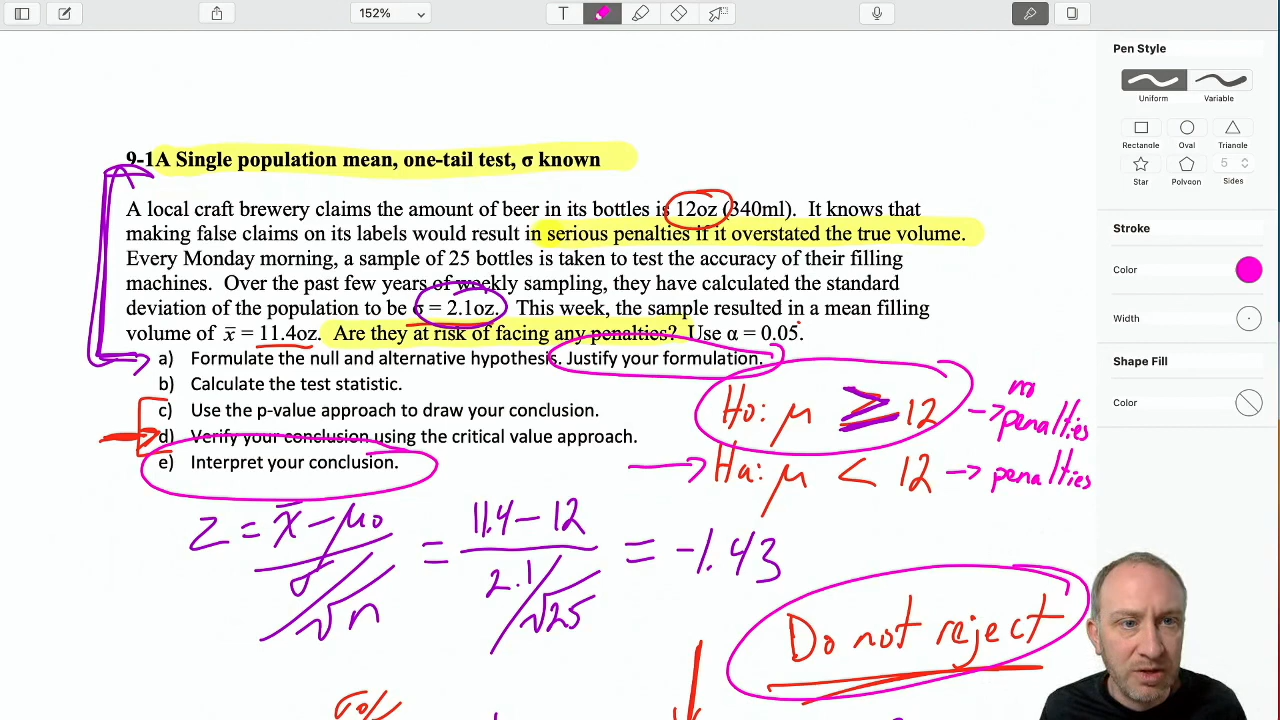 152%
T
Pen Style
Uniform
Variable
Rectangle
Oval
Triangle
Star
Polygon
5
Sides
Stroke
Color
Width
Shape Fill
Color
9-1A Single population mean, one-tail test, σ known
A local craft brewery claims the amount of beer in its bottles is 12oz (340ml). It knows that
making false claims on its labels would result in serious penalties if it overstated the true volume.
Every Monday morning, a sample of 25 bottles is taken to test the accuracy of their filling
machines. Over the past few years of weekly sampling, they have calculated the standard
deviation of the population to be σ = 2.1oz. This week, the sample resulted in a mean filling
volume of x̄ = 11.4oz. Are they at risk of facing any penalties? Use α = 0.05.
a) Formulate the null and alternative hypothesis. Justify your formulation.
b) Calculate the test statistic.
c) Use the p-value approach to draw your conclusion.
d) Verify your conclusion using the critical value approach.
e) Interpret your conclusion.
Ho: μ ≥ 12 → no penalties
Ha: μ < 12 → penalties
z = x̄ - μo / σ/√n = 11.4 - 12 / 2.1/√25 = -1.43
Do not reject